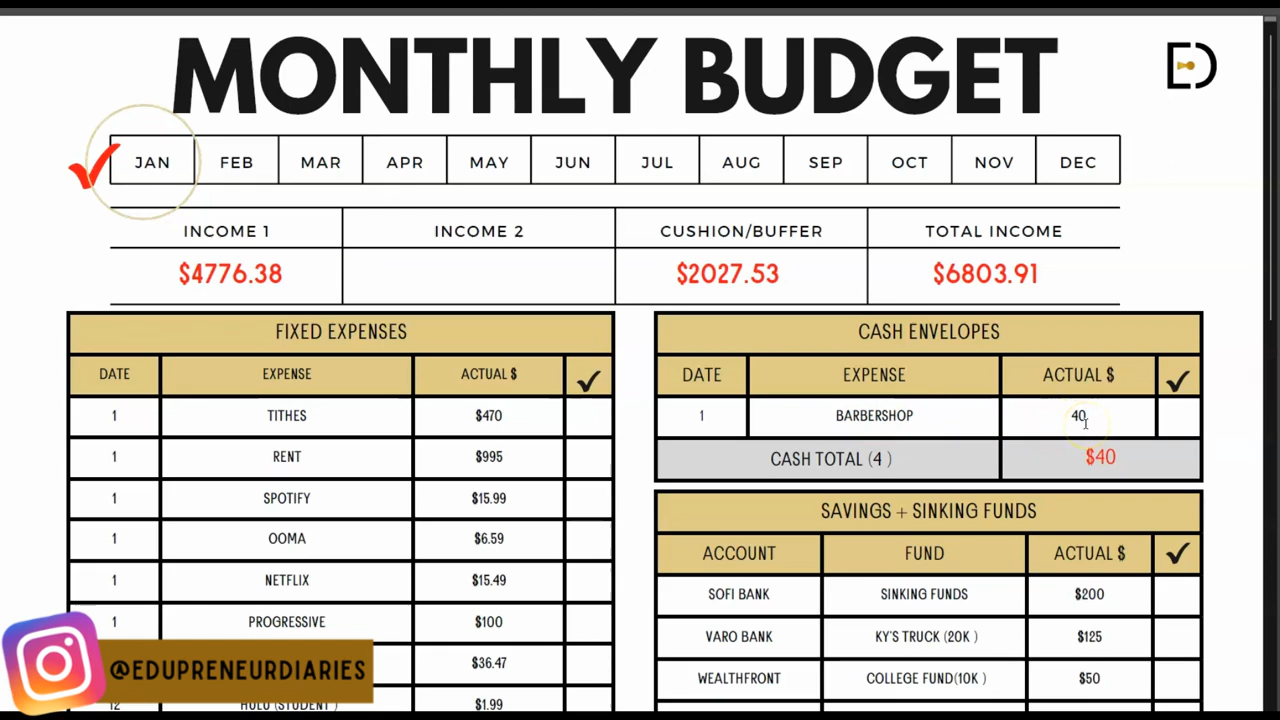 MONTHLY BUDGET
ED
JAN FEB MAR APR MAY JUN JUL AUG SEP OCT NOV DEC
INCOME 1 INCOME 2 CUSHION/BUFFER TOTAL INCOME
$4776.38 $2027.53 $6803.91
FIXED EXPENSES
DATE EXPENSE ACTUAL $ ✓
1 TITHES $470
1 RENT $995
1 SPOTIFY $15.99
1 OOMA $6.59
1 NETFLIX $15.49
1 PROGRESSIVE $100
$36.47
12 HULU (STUDENT ) $1.99
CASH ENVELOPES
DATE EXPENSE ACTUAL $ ✓
1 BARBERSHOP 40
CASH TOTAL (4 ) $40
SAVINGS + SINKING FUNDS
ACCOUNT FUND ACTUAL $ ✓
SOFI BANK SINKING FUNDS $200
VARO BANK KY'S TRUCK (20K ) $125
WEALTHFRONT COLLEGE FUND(10K ) $50
@EDUPRENEURDIARIES